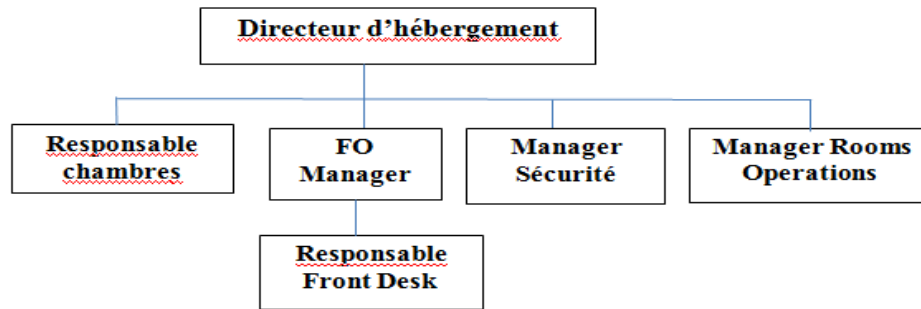 Directeur d’hébergement
Responsable
chambres
FO
Manager
Manager
Sécurité
Manager Rooms
Operations
Responsable
Front Desk